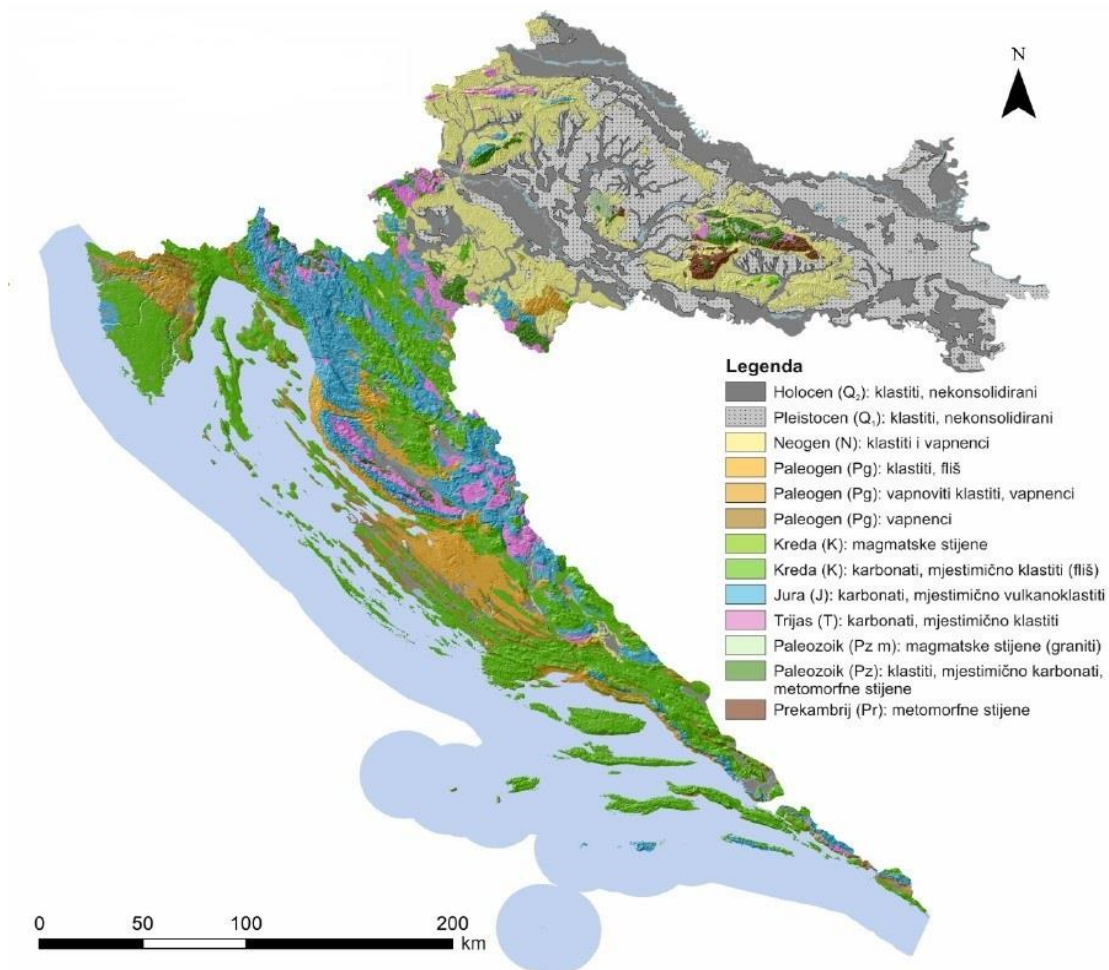 N
Legenda
Holocen (Q₂): klastiti, nekonsolidirani
Pleistocen (Q₁): klastiti, nekonsolidirani
Neogen (N): klastiti i vapnenci
Paleogen (Pg): klastiti, fliš
Paleogen (Pg): vapnoviti klastiti, vapnenci
Paleogen (Pg): vapnenci
Kreda (K): magmatske stijene
Kreda (K): karbonati, mjestimično klastiti (fliš)
Jura (J): karbonati, mjestimično vulkanoklastiti
Trijas (T): karbonati, mjestimično klastiti
Paleozoik (Pz m): magmatske stijene (graniti)
Paleozoik (Pz): klastiti, mjestimično karbonati,
metomorfne stijene
Prekambrij (Pr): metomorfne stijene
0 50 100 200
km